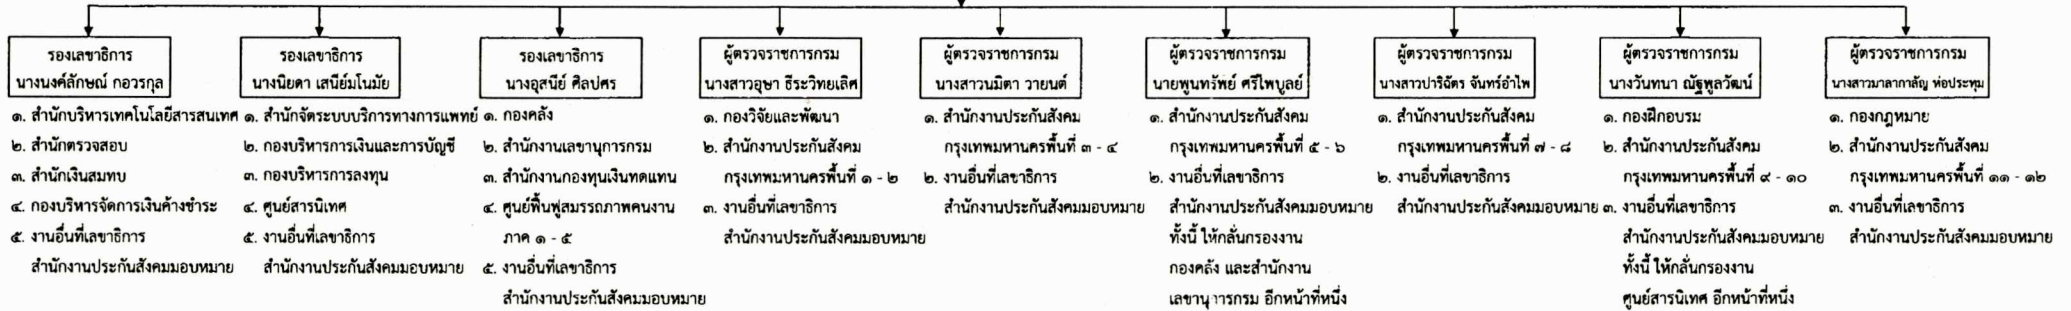 รองเลขาธิการ
นางนงค์ลักษณ์ กอวรกุล
๑. สำนักบริหารเทคโนโลยีสารสนเทศ
๒. สำนักตรวจสอบ
๓. สำนักเงินสมทบ
๔. กองบริหารจัดการเงินค้างชำระ
๕. งานอื่นที่เลขาธิการ
สำนักงานประกันสังคมมอบหมาย
รองเลขาธิการ
นางนิยดา เสนีย์มโนมัย
๑. สำนักจัดระบบบริการทางการแพทย์
๒. กองบริหารการเงินและการบัญชี
๓. กองบริหารการลงทุน
๔. ศูนย์สารนิเทศ
๕. งานอื่นที่เลขาธิการ
สำนักงานประกันสังคมมอบหมาย
รองเลขาธิการ
นางอุสนีย์ ศิลปศร
๑. กองคลัง
๒. สำนักงานเลขานุการกรม
๓. สำนักงานกองทุนเงินทดแทน
๔. ศูนย์ฟื้นฟูสมรรถภาพคนงาน
ภาค ๑ - ๕
๕. งานอื่นที่เลขาธิการ
สำนักงานประกันสังคมมอบหมาย
ผู้ตรวจราชการกรม
นางสาวอุษา ธีระวิทยเลิศ
๑. กองวิจัยและพัฒนา
๒. สำนักงานประกันสังคม
กรุงเทพมหานครพื้นที่ ๑ - ๒
๓. งานอื่นที่เลขาธิการ
สำนักงานประกันสังคมมอบหมาย
ผู้ตรวจราชการกรม
นางสาวนมิตา วายนต์
๑. สำนักงานประกันสังคม
กรุงเทพมหานครพื้นที่ ๓ - ๔
๒. งานอื่นที่เลขาธิการ
สำนักงานประกันสังคมมอบหมาย
ผู้ตรวจราชการกรม
นายพูนทรัพย์ ศรีไพบูลย์
๑. สำนักงานประกันสังคม
กรุงเทพมหานครพื้นที่ ๕ - ๖
๒. งานอื่นที่เลขาธิการ
สำนักงานประกันสังคมมอบหมาย
ทั้งนี้ ให้กลั่นกรองงาน
กองคลัง และสำนักงาน
เลขานุการกรม อีกหน้าที่หนึ่ง
ผู้ตรวจราชการกรม
นางสาวปาริฉัตร จันทร์อำไพ
๑. สำนักงานประกันสังคม
กรุงเทพมหานครพื้นที่ ๗ - ๘
๒. งานอื่นที่เลขาธิการ
สำนักงานประกันสังคมมอบหมาย
ผู้ตรวจราชการกรม
นางวันทนา ณัฐพูลวัฒน์
๑. กองฝึกอบรม
๒. สำนักงานประกันสังคม
กรุงเทพมหานครพื้นที่ ๙ - ๑๐
๓. งานอื่นที่เลขาธิการ
สำนักงานประกันสังคมมอบหมาย
ทั้งนี้ ให้กลั่นกรองงาน
ศูนย์สารนิเทศ อีกหน้าที่หนึ่ง
ผู้ตรวจราชการกรม
นางสาวมาลากาลัญ ห่อประทุม
๑. กองกฎหมาย
๒. สำนักงานประกันสังคม
กรุงเทพมหานครพื้นที่ ๑๑ - ๑๒
๓. งานอื่นที่เลขาธิการ
สำนักงานประกันสังคมมอบหมาย